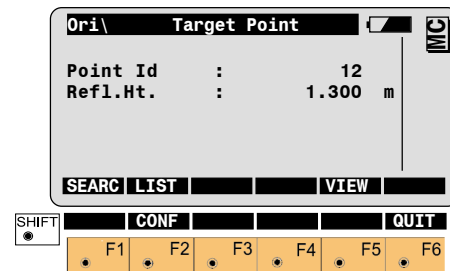 Ori\ Target Point
MC
Point Id : 12
Refl.Ht. : 1.300 m
SEARC LIST VIEW
SHIFT CONF QUIT
F1 F2 F3 F4 F5 F6